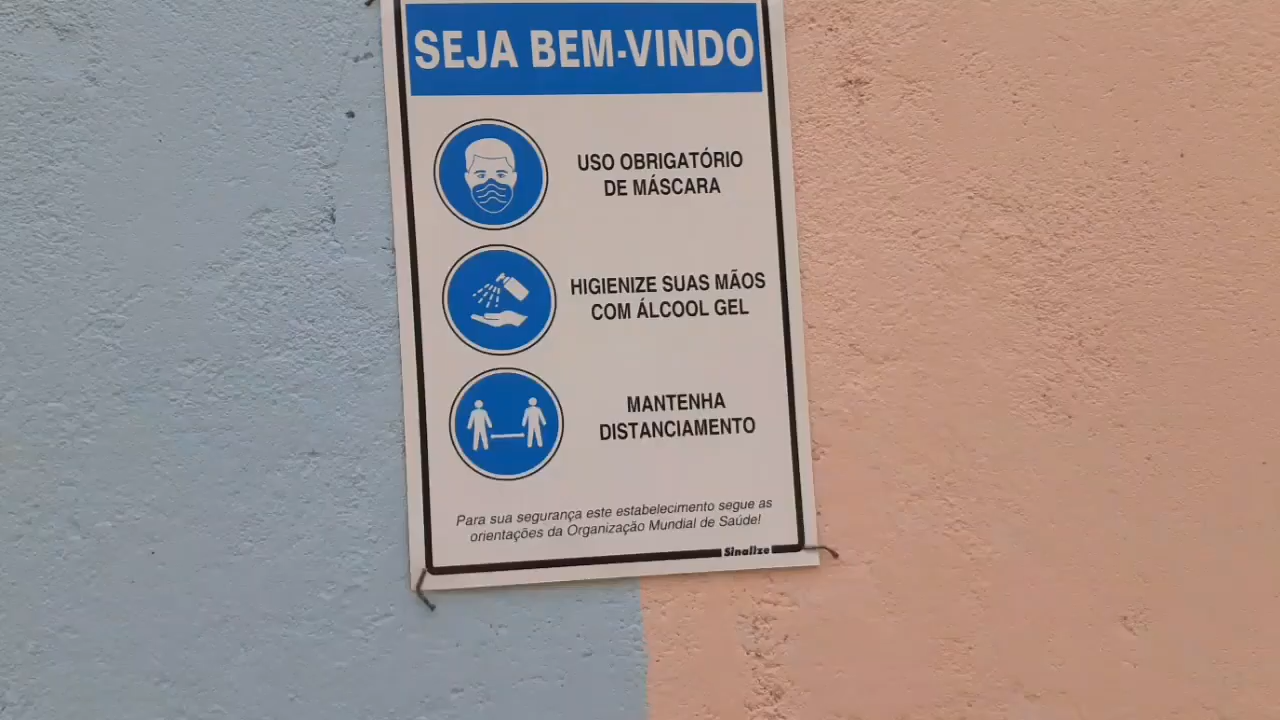 SEJA BEM-VINDO
USO OBRIGATÓRIO
DE MÁSCARA
HIGIENIZE SUAS MÃOS
COM ÁLCOOL GEL
MANTENHA
DISTANCIAMENTO
Para sua segurança este estabelecimento segue as
orientações da Organização Mundial de Saúde!
Sinalize